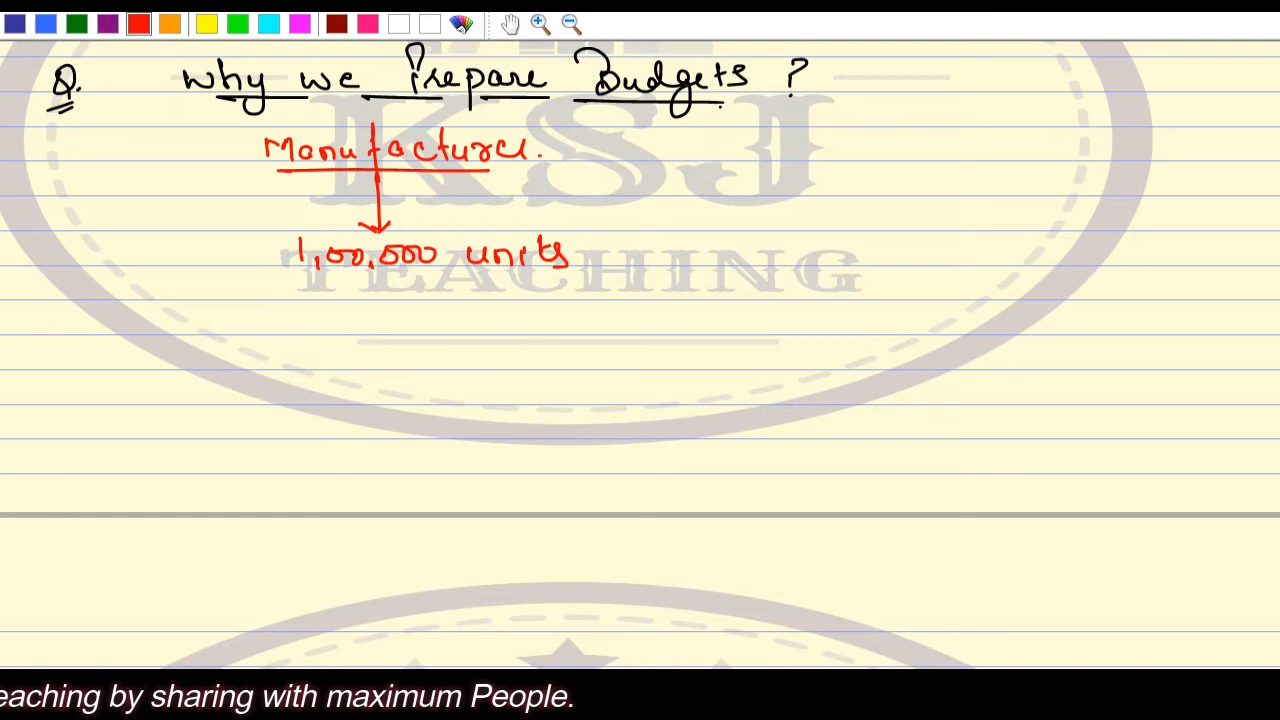 Q. Why we Prepare Budgets ?
Manufacturer.
1,00,000 units
KSJ
TEACHING
eaching by sharing with maximum People.